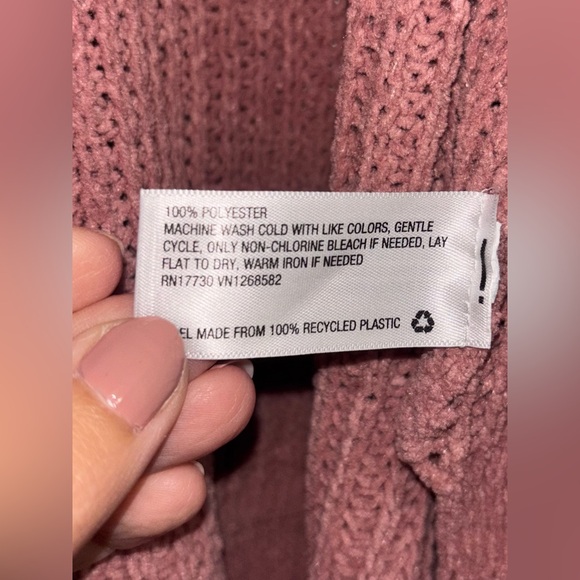 100% POLYESTER
MACHINE WASH COLD WITH LIKE COLORS, GENTLE
CYCLE, ONLY NON-CHLORINE BLEACH IF NEEDED, LAY
FLAT TO DRY, WARM IRON IF NEEDED
RN17730 VN1268582
EL MADE FROM 100% RECYCLED PLASTIC